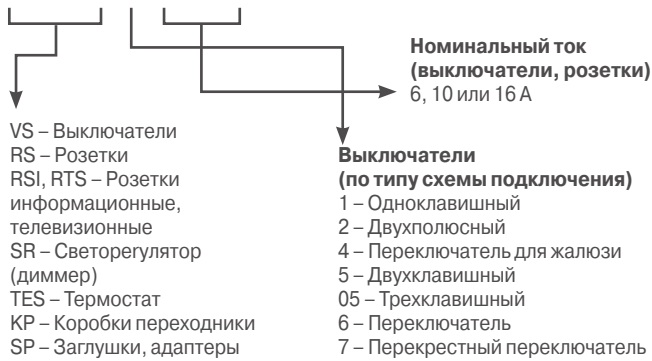 Номинальный ток
(выключатели, розетки)
6, 10 или 16 А
VS – Выключатели
RS – Розетки
RSI, RTS – Розетки
информационные,
телевизионные
SR – Светорегулятор
(диммер)
TES – Термостат
KP – Коробки переходники
SP – Заглушки, адаптеры
Выключатели
(по типу схемы подключения)
1 – Одноклавишный
2 – Двухполюсный
4 – Переключатель для жалюзи
5 – Двухклавишный
05 – Трехклавишный
6 – Переключатель
7 – Перекрестный переключатель